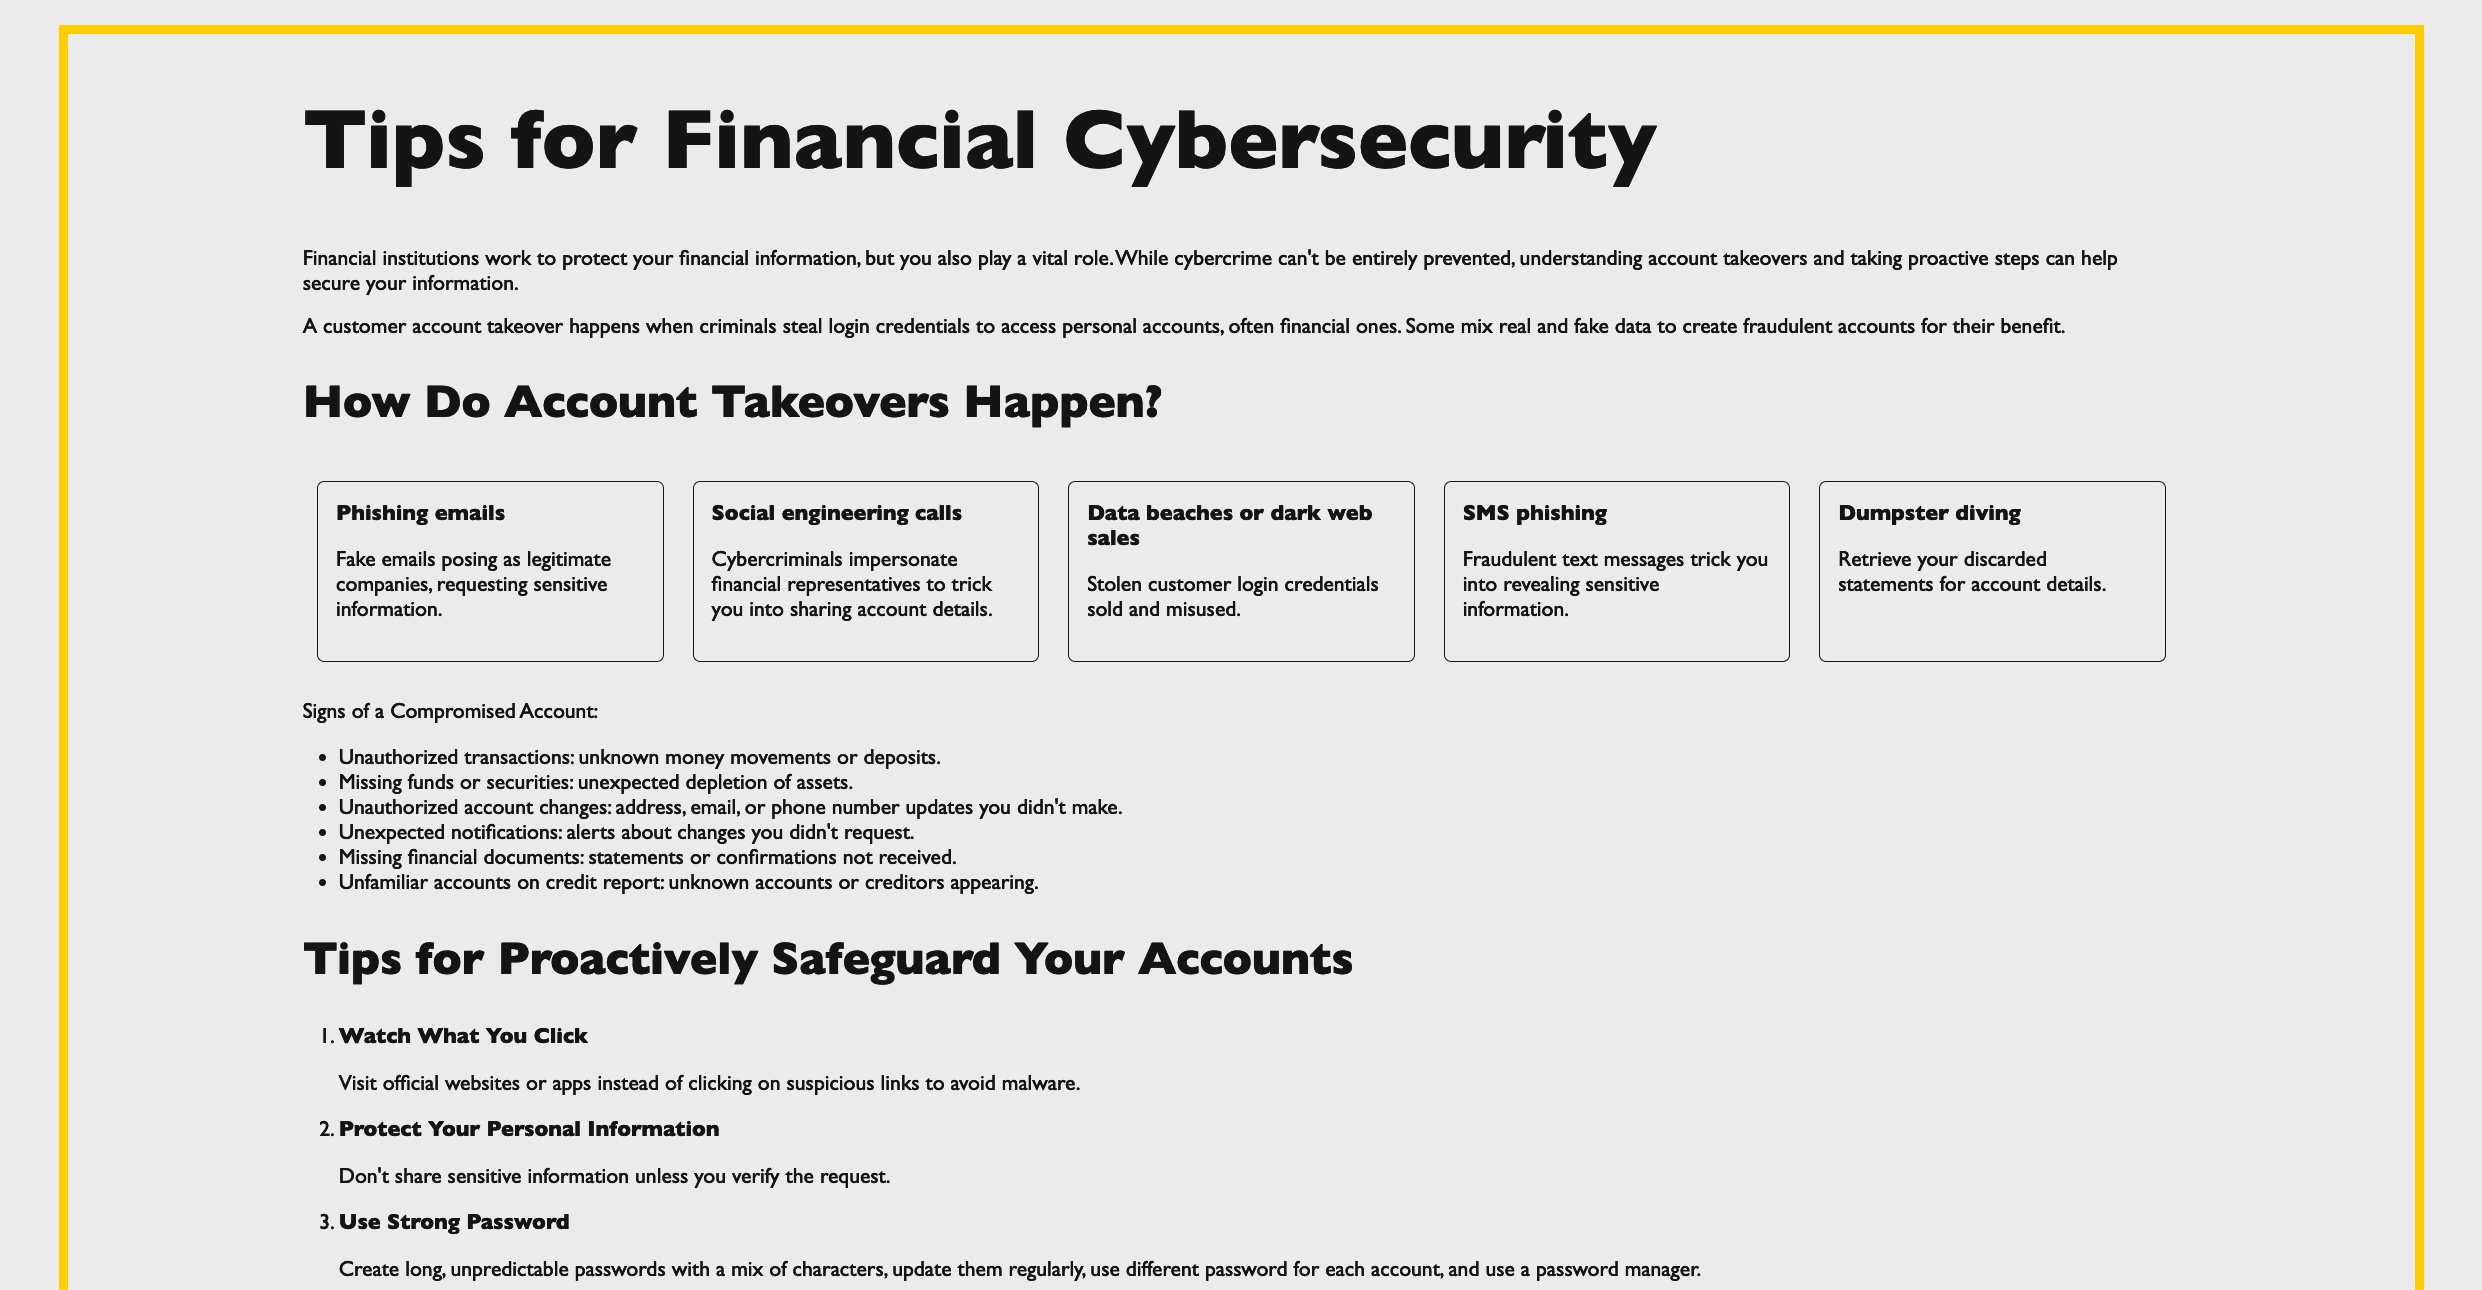 Tips for Financial Cybersecurity
Financial institutions work to protect your financial information, but you also play a vital role. While cybercrime can't be entirely prevented, understanding account takeovers and taking proactive steps can help
secure your information.
A customer account takeover happens when criminals steal login credentials to access personal accounts, often financial ones. Some mix real and fake data to create fraudulent accounts for their benefit.
How Do Account Takeovers Happen?
Phishing emails
Fake emails posing as legitimate
companies, requesting sensitive
information.
Social engineering calls
Cybercriminals impersonate
financial representatives to trick
you into sharing account details.
Data beaches or dark web
sales
Stolen customer login credentials
sold and misused.
SMS phishing
Fraudulent text messages trick you
into revealing sensitive
information.
Dumpster diving
Retrieve your discarded
statements for account details.
Signs of a Compromised Account:
• Unauthorized transactions: unknown money movements or deposits.
• Missing funds or securities: unexpected depletion of assets.
• Unauthorized account changes: address, email, or phone number updates you didn't make.
• Unexpected notifications: alerts about changes you didn't request.
• Missing financial documents: statements or confirmations not received.
• Unfamiliar accounts on credit report: unknown accounts or creditors appearing.
Tips for Proactively Safeguard Your Accounts
1. Watch What You Click
Visit official websites or apps instead of clicking on suspicious links to avoid malware.
2. Protect Your Personal Information
Don't share sensitive information unless you verify the request.
3. Use Strong Password
Create long, unpredictable passwords with a mix of characters, update them regularly, use different password for each account, and use a password manager.